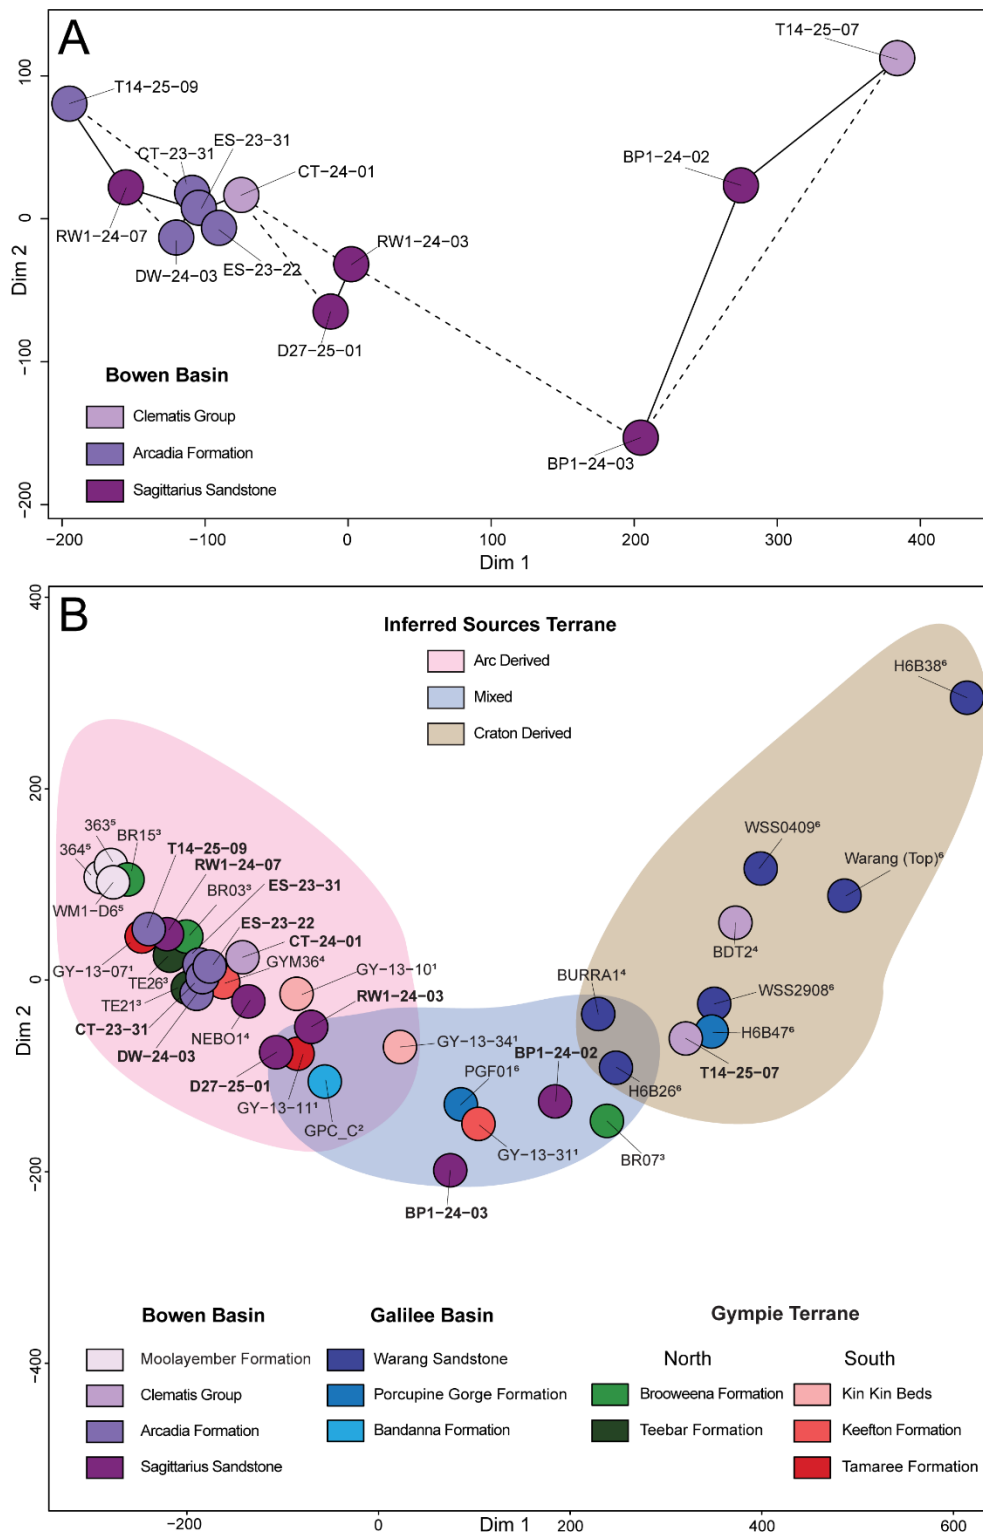 A
T14−25−07
T14−25−09
ES−23−31
CT−23−31
CT−24−01
BP1−24−02
RW1−24−07
RW1−24−03
DW−24−03
ES−23−22
D27−25−01
BP1−24−03
Bowen Basin
Clematis Group
Arcadia Formation
Sagittarius Sandstone
Dim 2
100
0
−100
−200
−200
−100
0
100
200
300
400
Dim 1
B
Inferred Sources Terrane
Arc Derived
Mixed
Craton Derived
H6B38⁶
WSS0409⁶
Warang (Top)⁶
363⁵
BR15³
364⁵
T14−25−09
RW1−24−07
WM1−D6⁵
BR03³
ES−23−31
ES−23−22
BDT2⁴
CT−24−01
GY−13−07¹
GYM36⁴
TE26³
GY−13−10¹
BURRA1⁴
WSS2908⁶
TE21³
RW1−24−03
CT−23−31
NEBO1⁴
GY−13−34¹
H6B47⁶
DW−24−03
BP1−24−02
PGF01⁶
T14−25−07
D27−25−01
H6B26⁶
GY−13−11¹
GPC_C²
GY−13−31¹
BR07³
BP1−24−03
Dim 2
400
200
0
−200
−400
Bowen Basin
Moolayember Formation
Clematis Group
Arcadia Formation
Sagittarius Sandstone
Galilee Basin
Warang Sandstone
Porcupine Gorge Formation
Bandanna Formation
Gympie Terrane
North
South
Brooweena Formation
Teebar Formation
Kin Kin Beds
Keefton Formation
Tamaree Formation
−200
0
200
400
600
Dim 1